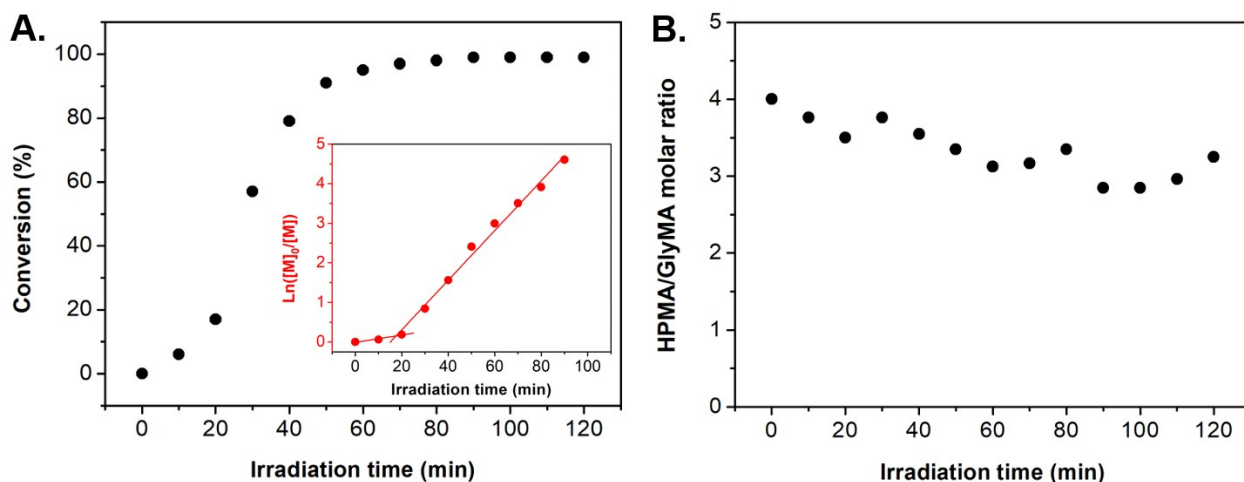 A.
Conversion (%)
100
80
60
40
20
0
0 20 40 60 80 100 120
Irradiation time (min)
Ln([M]0/[M])
5
4
3
2
1
0
0 20 40 60 80 100
Irradiation time (min)
B.
HPMA/GlyMA molar ratio
5
4
3
2
1
0
0 20 40 60 80 100 120
Irradiation time (min)